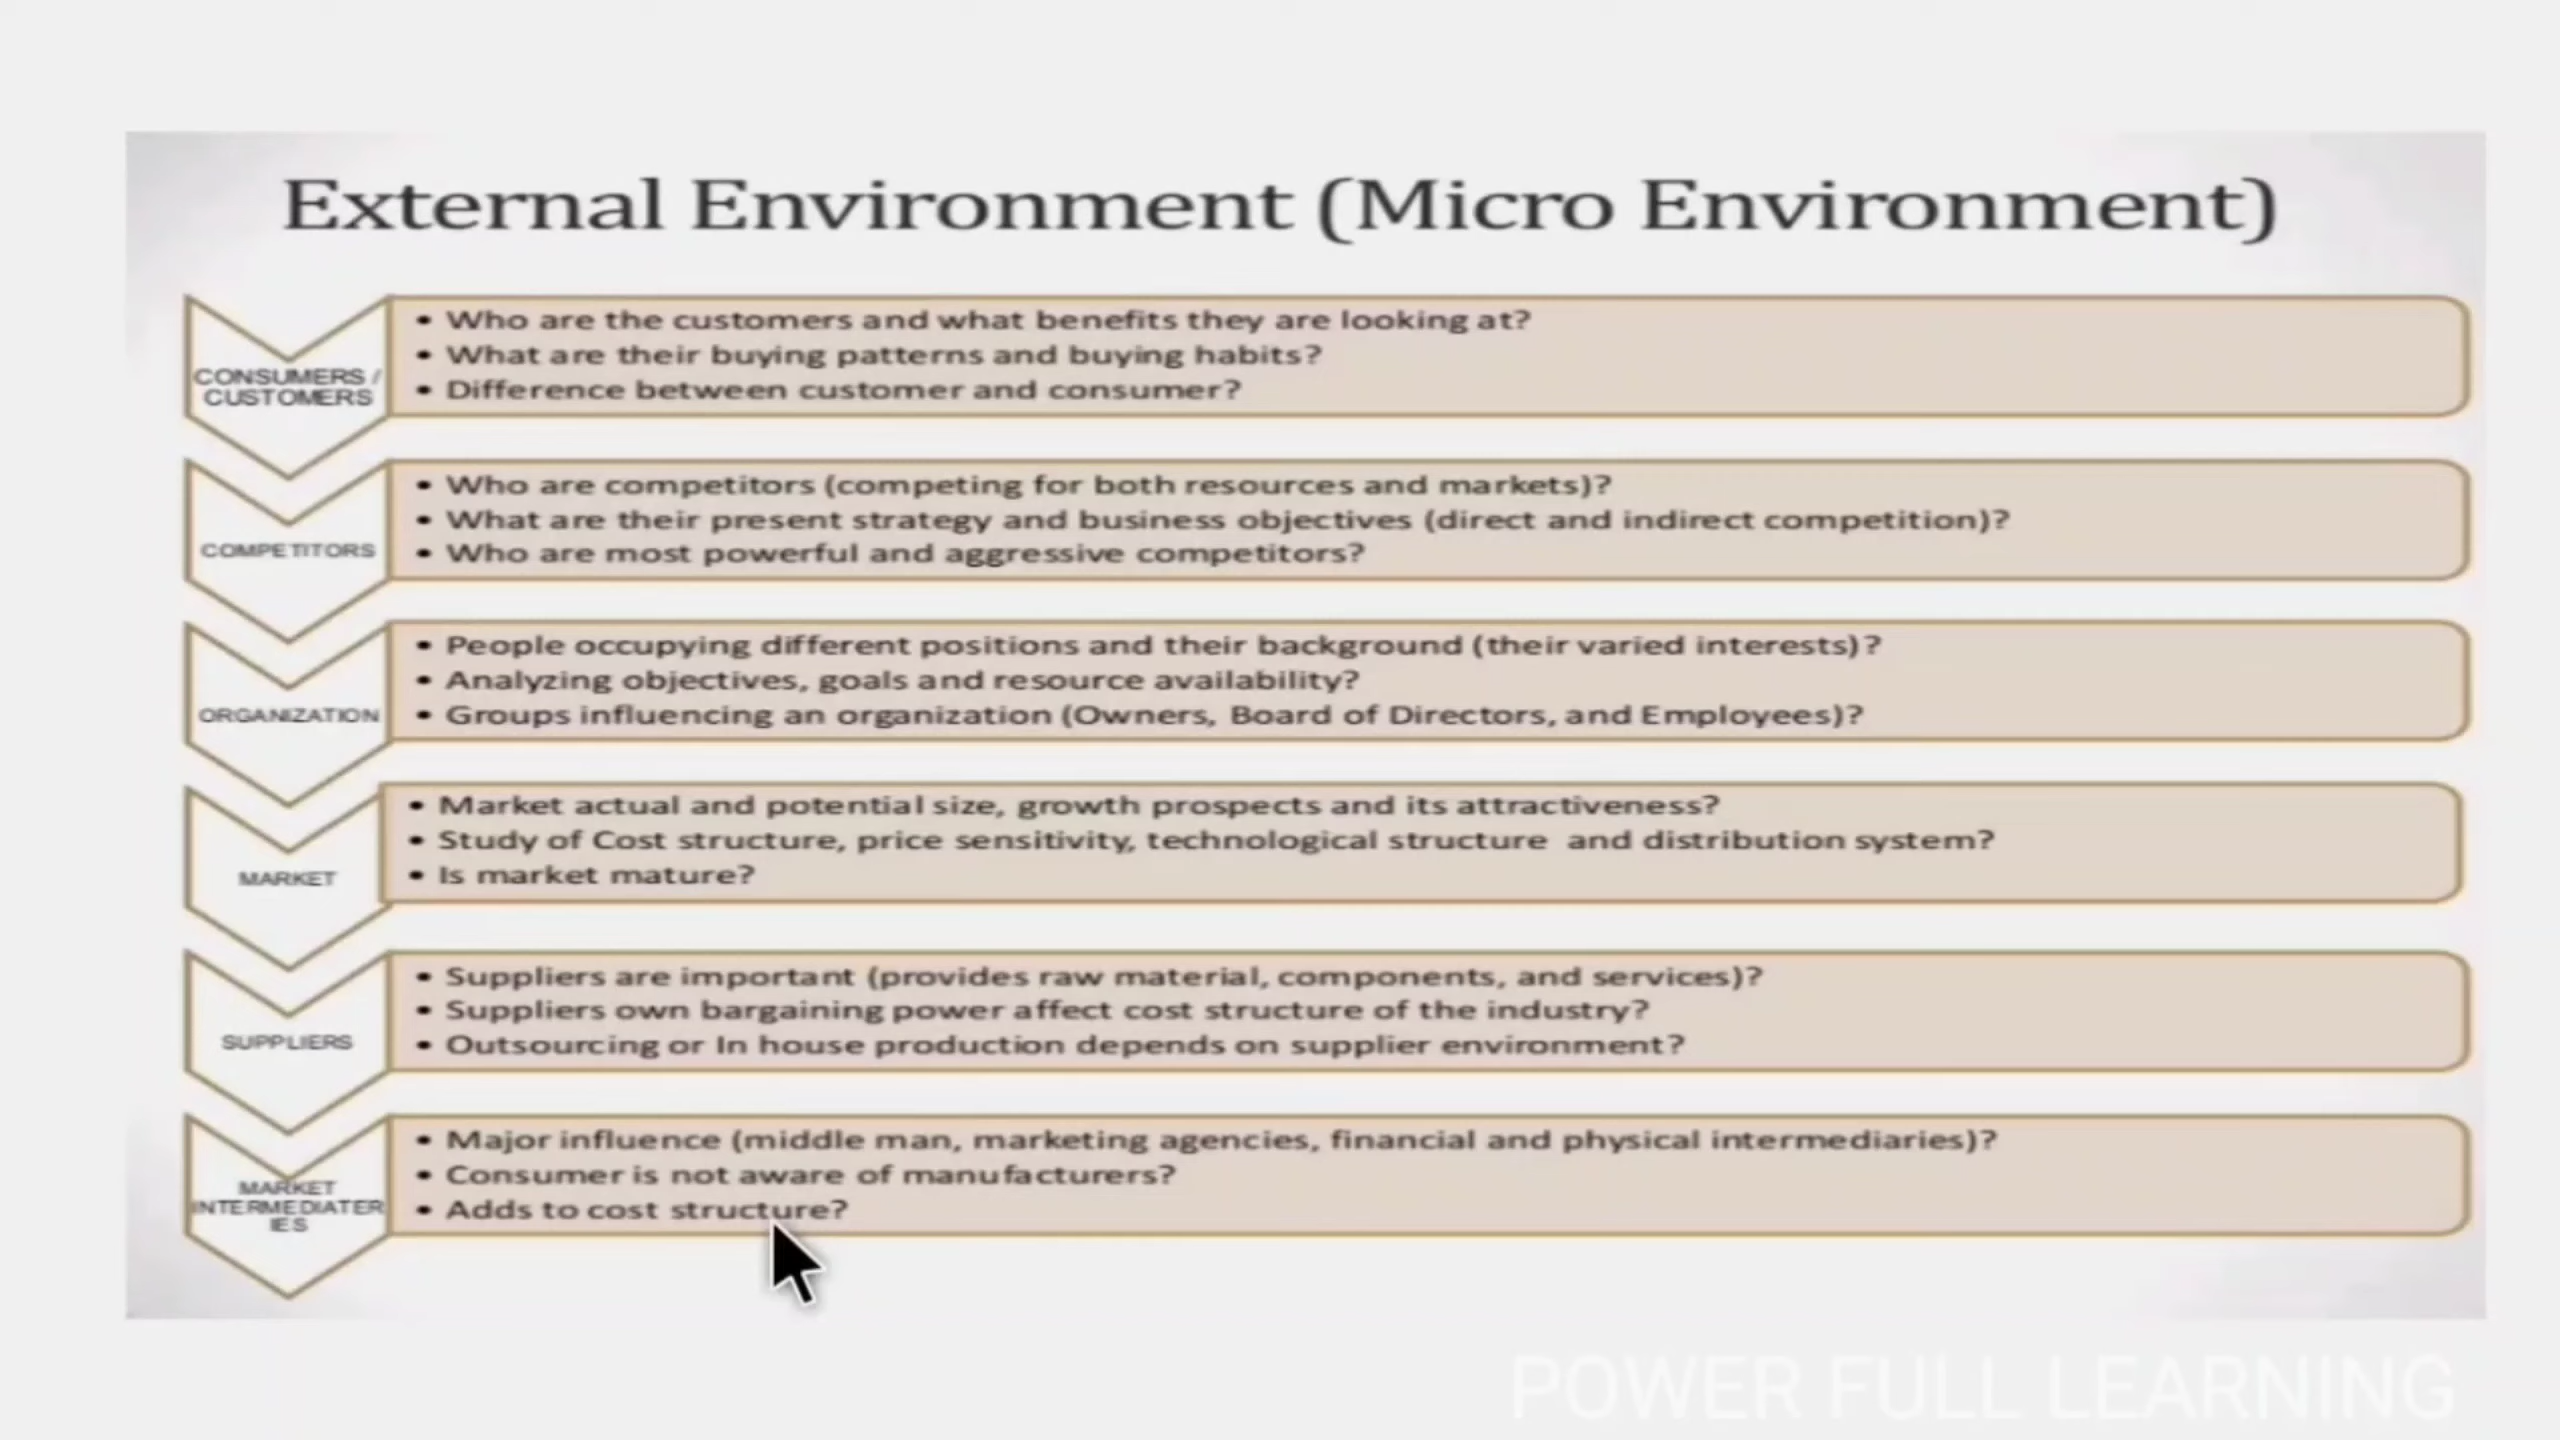 External Environment (Micro Environment)
CONSUMERS /
CUSTOMERS
• Who are the customers and what benefits they are looking at?
• What are their buying patterns and buying habits?
• Difference between customer and consumer?
COMPETITORS
• Who are competitors (competing for both resources and markets)?
• What are their present strategy and business objectives (direct and indirect competition)?
• Who are most powerful and aggressive competitors?
ORGANIZATION
• People occupying different positions and their background (their varied interests)?
• Analyzing objectives, goals and resource availability?
• Groups influencing an organization (Owners, Board of Directors, and Employees)?
MARKET
• Market actual and potential size, growth prospects and its attractiveness?
• Study of Cost structure, price sensitivity, technological structure and distribution system?
• Is market mature?
SUPPLIERS
• Suppliers are important (provides raw material, components, and services)?
• Suppliers own bargaining power affect cost structure of the industry?
• Outsourcing or In house production depends on supplier environment?
MARKET
INTERMEDIATER
IES
• Major influence (middle man, marketing agencies, financial and physical intermediaries)?
• Consumer is not aware of manufacturers?
• Adds to cost structure?
POWER FULL LEARNING